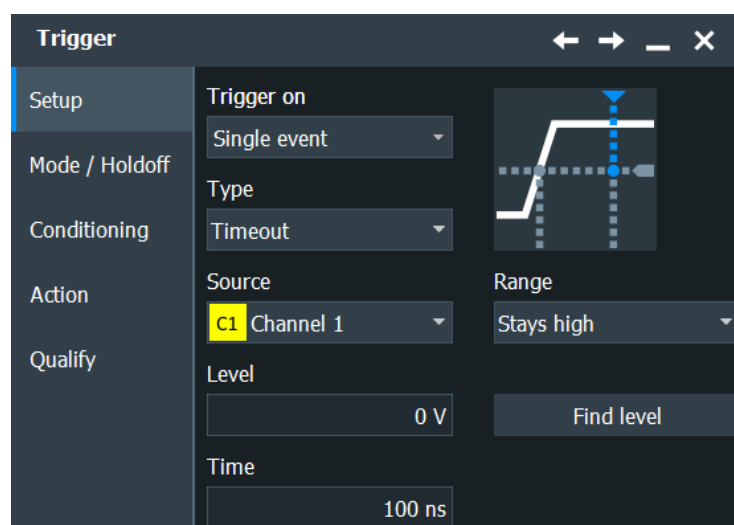 Trigger
Setup
Mode / Holdoff
Conditioning
Action
Qualify
Trigger on
Single event
Type
Timeout
Source
C1 Channel 1
Range
Stays high
Level
0 V
Find level
Time
100 ns